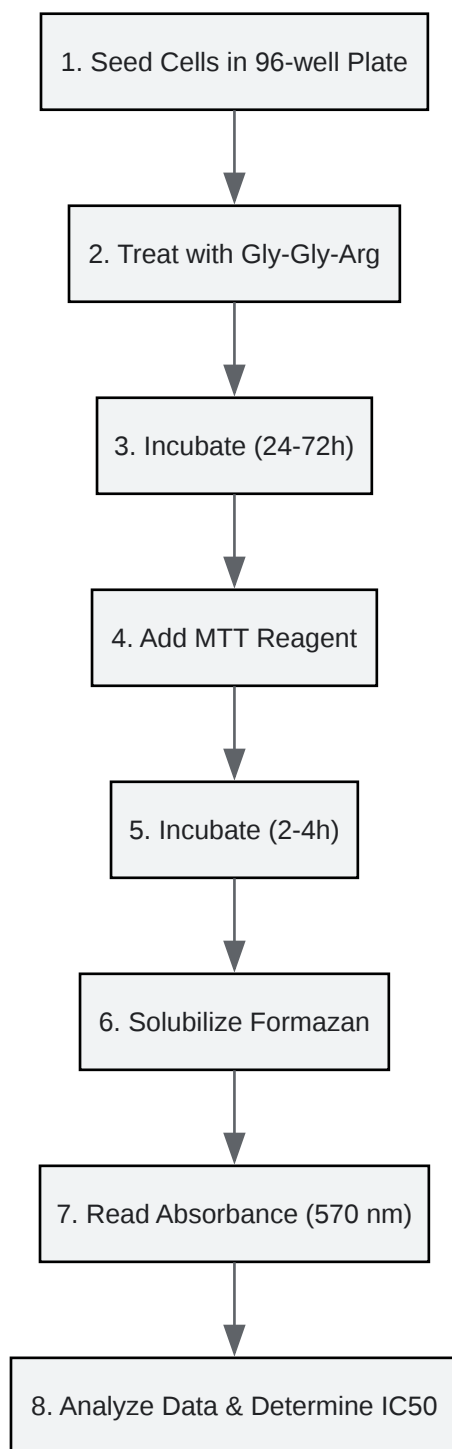 1. Seed Cells in 96-well Plate
2. Treat with Gly-Gly-Arg
3. Incubate (24-72h)
4. Add MTT Reagent
5. Incubate (2-4h)
6. Solubilize Formazan
7. Read Absorbance (570 nm)
8. Analyze Data & Determine IC50